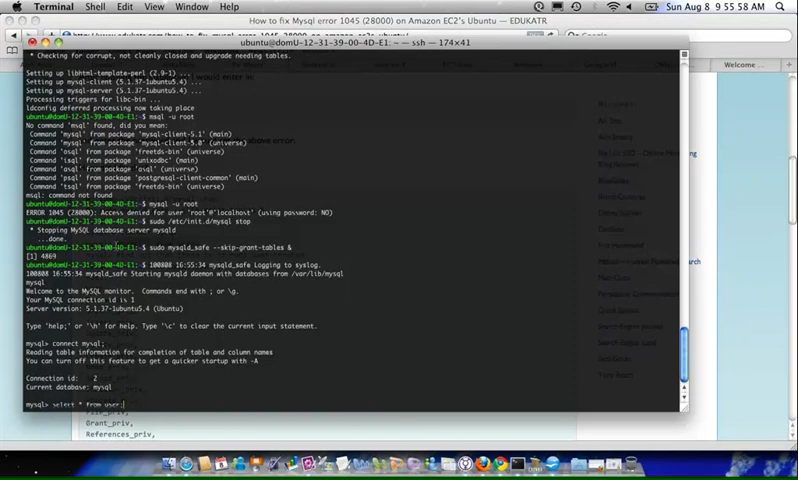 Terminal Shell Edit View Window Help Sun Aug 8 9:55:58 AM
How to fix Mysql error 1045 (28000) on Amazon EC2's Ubuntu — EDUKATR
ubuntu@domU-12-31-39-00-4D-E1: ~ — ssh — 174×41
Welcome ...
* Checking for corrupt, not cleanly closed and upgrade needing tables.
Setting up libhtml-template-perl (2.9-1) ...
Setting up mysql-client (5.1.37-1ubuntu5.4) ...
Setting up mysql-server (5.1.37-1ubuntu5.4) ...
Processing triggers for libc-bin ...
ldconfig deferred processing now taking place
ubuntu@domU-12-31-39-00-4D-E1:~$ msql -u root
No command 'msql' found, did you mean:
Command 'mysql' from package 'mysql-client-5.1' (main)
Command 'mysql' from package 'mysql-client-5.0' (universe)
Command 'osql' from package 'freetds-bin' (universe)
Command 'isql' from package 'unixodbc' (main)
Command 'qsql' from package 'qsql' (universe)
Command 'psql' from package 'postgresql-client-common' (main)
Command 'tsql' from package 'freetds-bin' (universe)
msql: command not found
ubuntu@domU-12-31-39-00-4D-E1:~$ mysql -u root
ERROR 1045 (28000): Access denied for user 'root'@'localhost' (using password: NO)
ubuntu@domU-12-31-39-00-4D-E1:~$ sudo /etc/init.d/mysql stop
* Stopping MySQL database server mysqld
...done.
ubuntu@domU-12-31-39-00-4D-E1:~$ sudo mysqld_safe --skip-grant-tables &
[1] 4869
ubuntu@domU-12-31-39-00-4D-E1:~$ 100808 16:55:34 mysqld_safe Logging to syslog.
100808 16:55:34 mysqld_safe Starting mysqld daemon with databases from /var/lib/mysql
mysql
Welcome to the MySQL monitor. Commands end with ; or \g.
Your MySQL connection id is 1
Server version: 5.1.37-1ubuntu5.4 (Ubuntu)
Type 'help;' or '\h' for help. Type '\c' to clear the current input statement.
mysql> connect mysql;
Reading table information for completion of table and column names
You can turn off this feature to get a quicker startup with -A
Connection id: 2
Current database: mysql
mysql> select * from user;
Grant_priv,
References_priv,